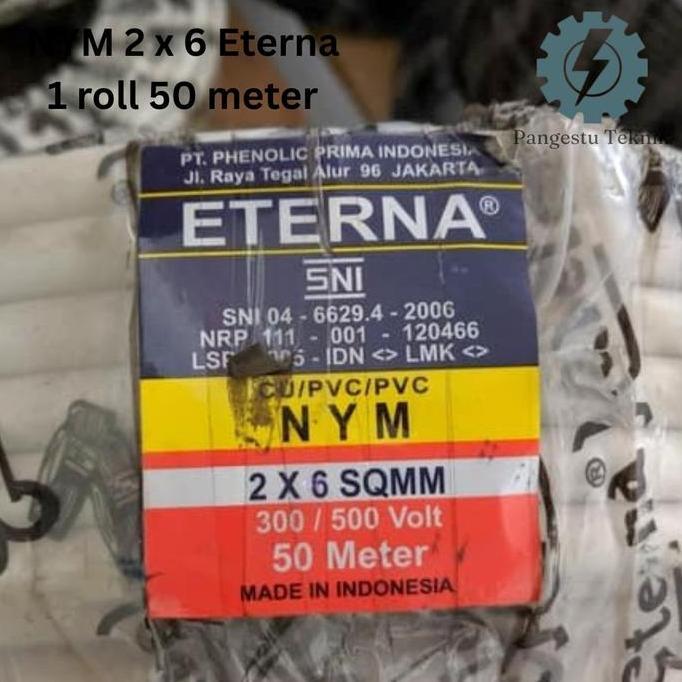 NYM 2 x 6 Eterna
1 roll 50 meter
Pangestu
PT. PHENOLIC PRIMA INDONESIA
Jl. Raya Tegal Alur 96 JAKARTA
ETERNA®
SNI
SNI 04 - 6629.4 - 2006
NRP 111 - 001 - 120466
- IDN <> LMK <>
CU/PVC/PVC
NYM
2 X 6 SQMM
300 / 500 Volt
50 Meter
MADE IN INDONESIA